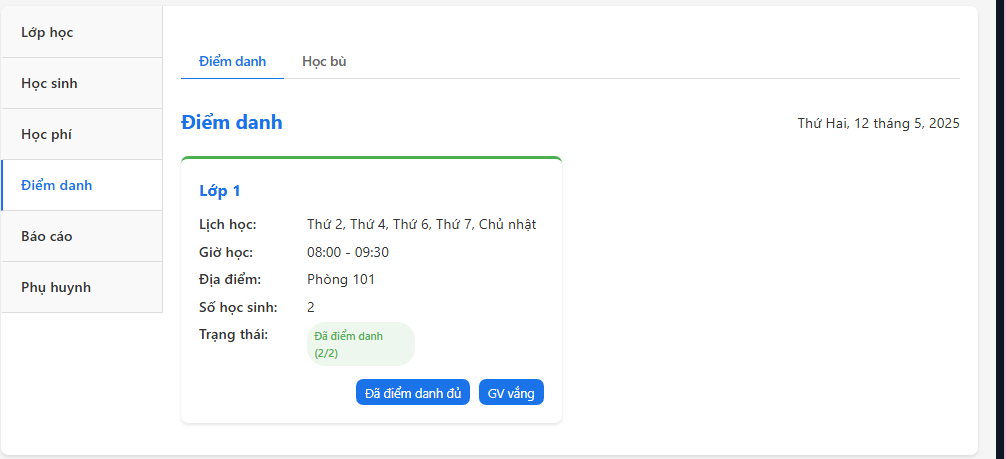 Lớp học
Học sinh
Học phí
Điểm danh
Báo cáo
Phụ huynh
Điểm danh Học bù
Điểm danh
Thứ Hai, 12 tháng 5, 2025
Lớp 1
Lịch học: Thứ 2, Thứ 4, Thứ 6, Thứ 7, Chủ nhật
Giờ học: 08:00 - 09:30
Địa điểm: Phòng 101
Số học sinh: 2
Trạng thái: Đã điểm danh
(2/2)
Đã điểm danh đủ GV vắng